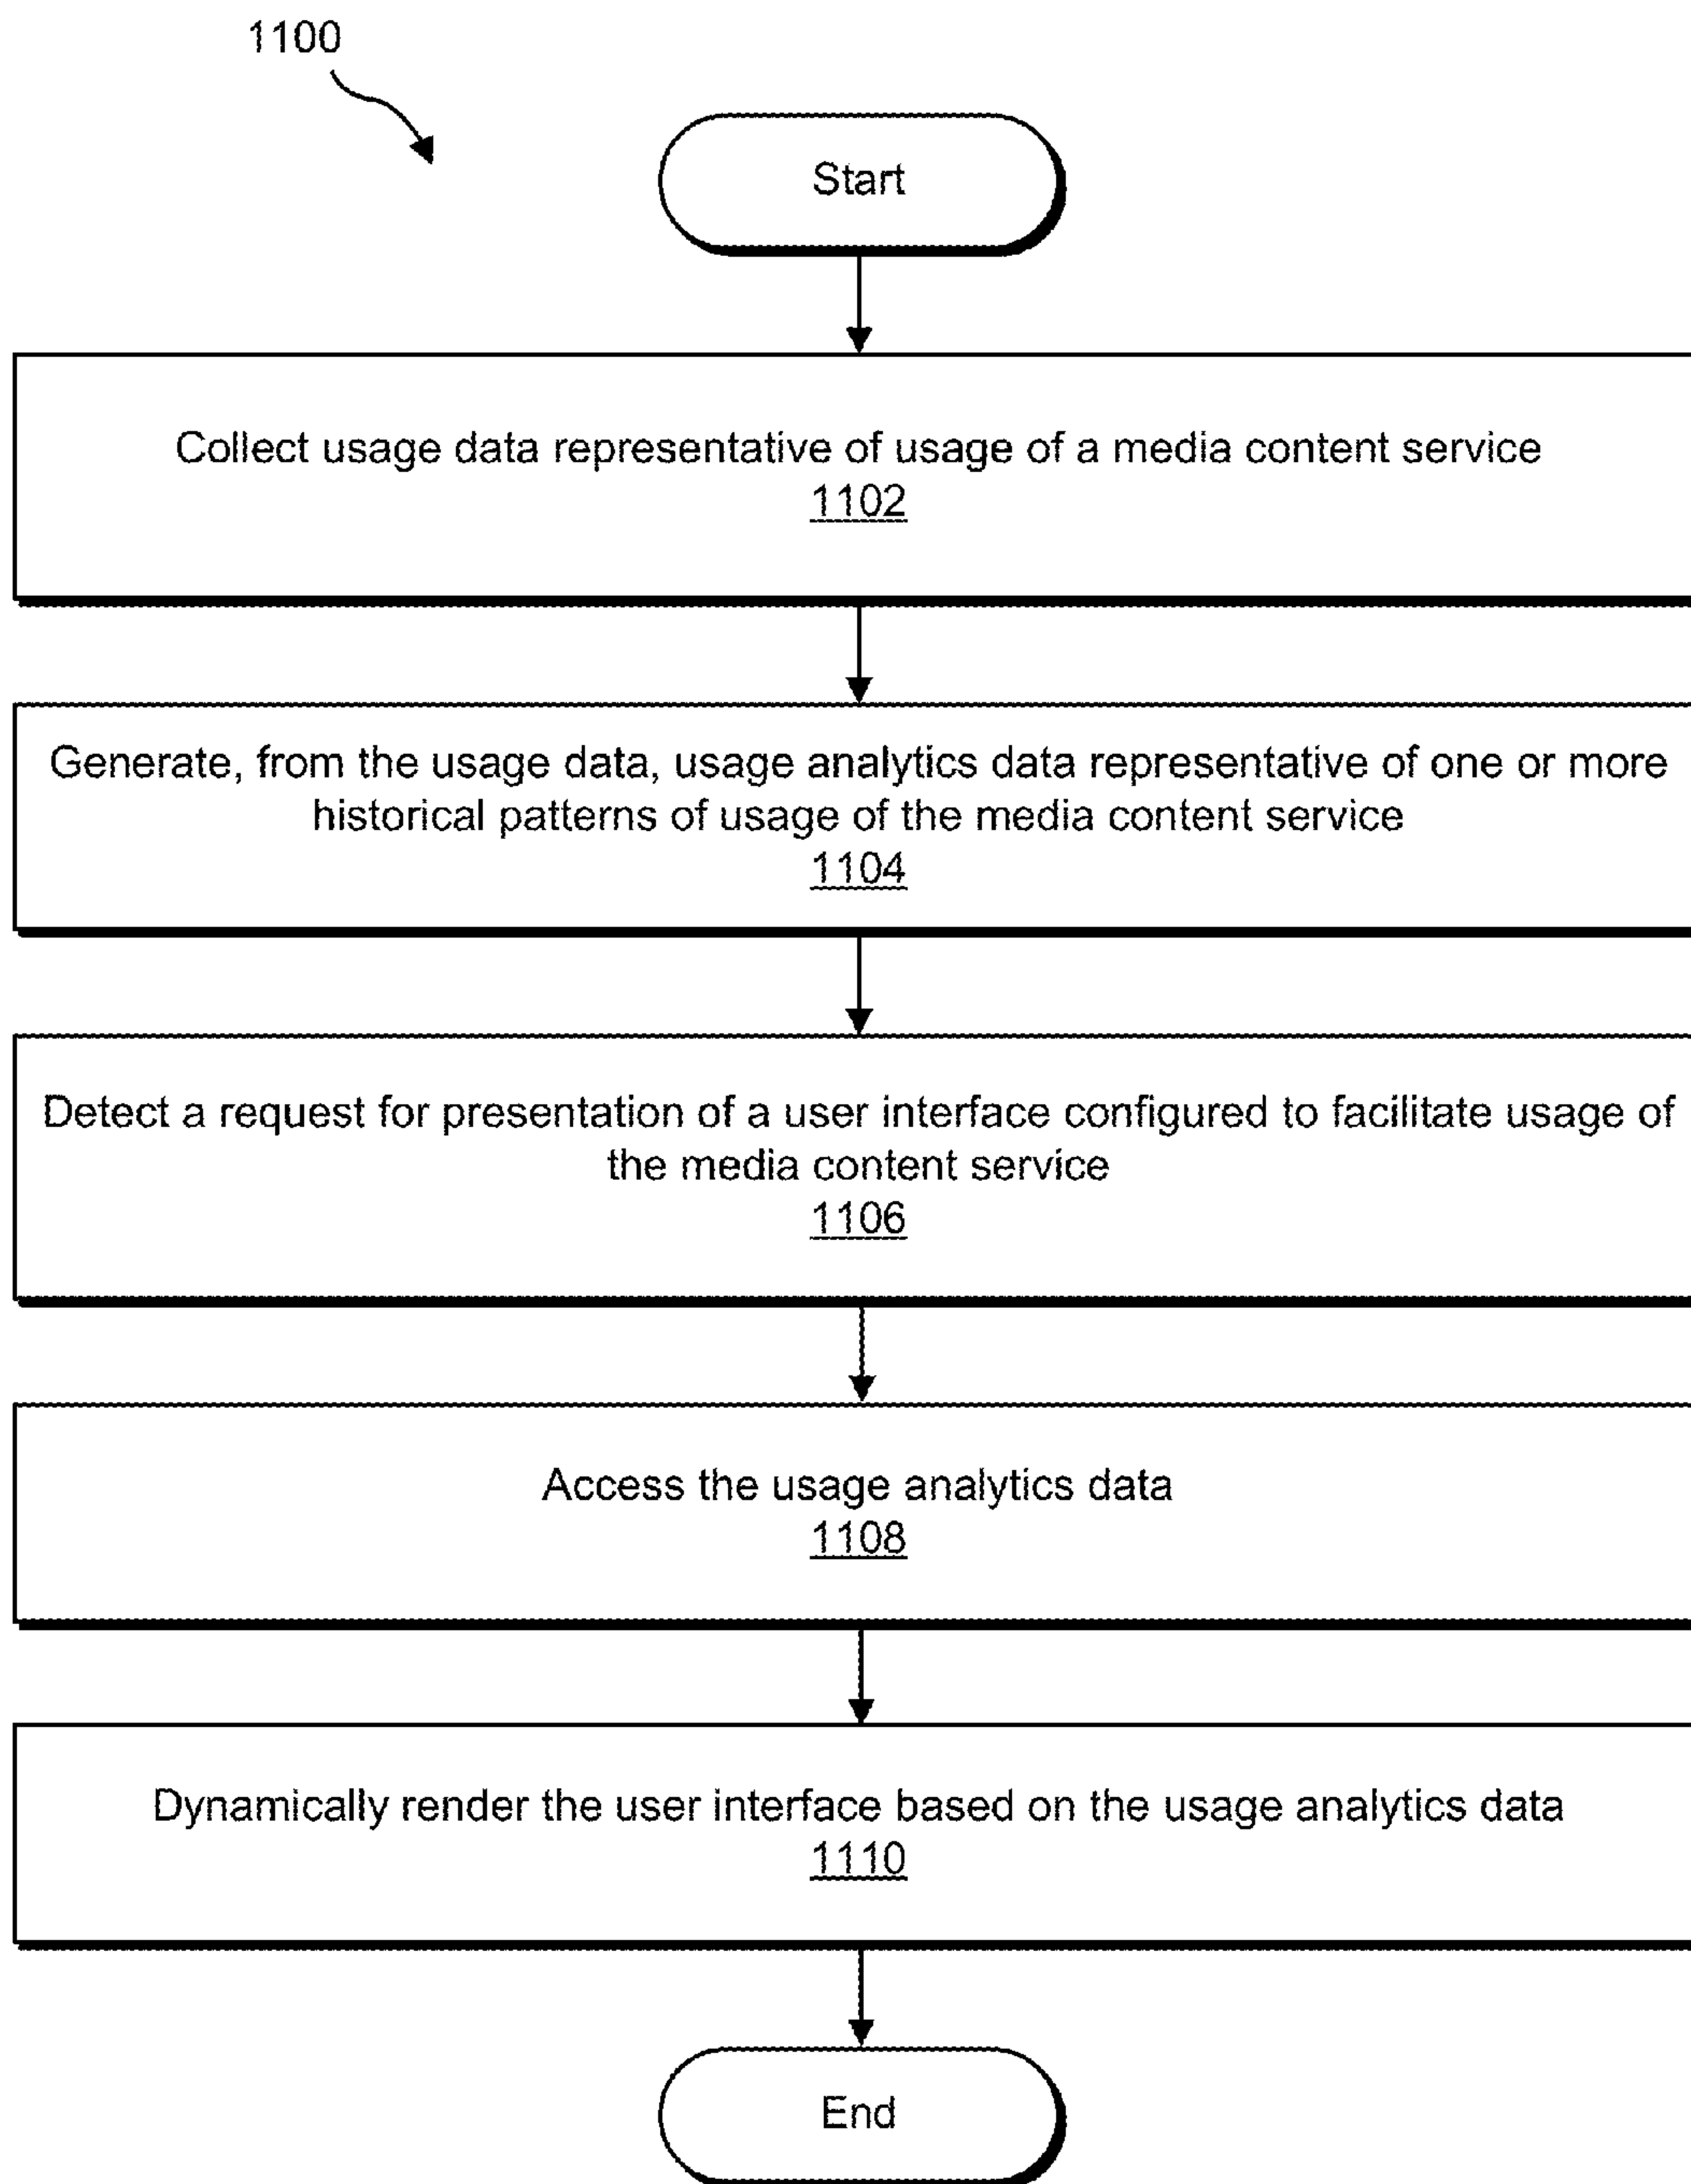 1100
Start
Collect usage data representative of usage of a media content service
1102
Generate, from the usage data, usage analytics data representative of one or more
historical patterns of usage of the media content service
1104
Detect a request for presentation of a user interface configured to facilitate usage of
the media content service
1106
Access the usage analytics data
1108
Dynamically render the user interface based on the usage analytics data
1110
End